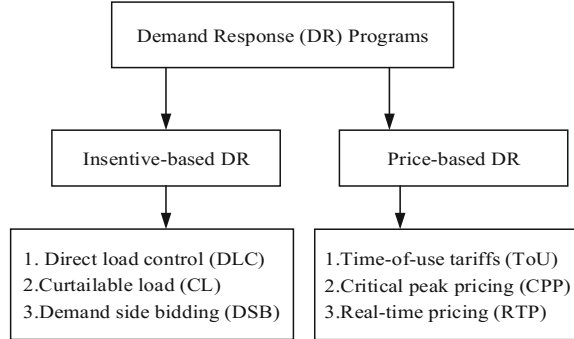 Demand Response (DR) Programs
Insentive-based DR
Price-based DR
1. Direct load control (DLC)
2.Curtailable load (CL)
3.Demand side bidding (DSB)
1.Time-of-use tariffs (ToU)
2.Critical peak pricing (CPP)
3.Real-time pricing (RTP)